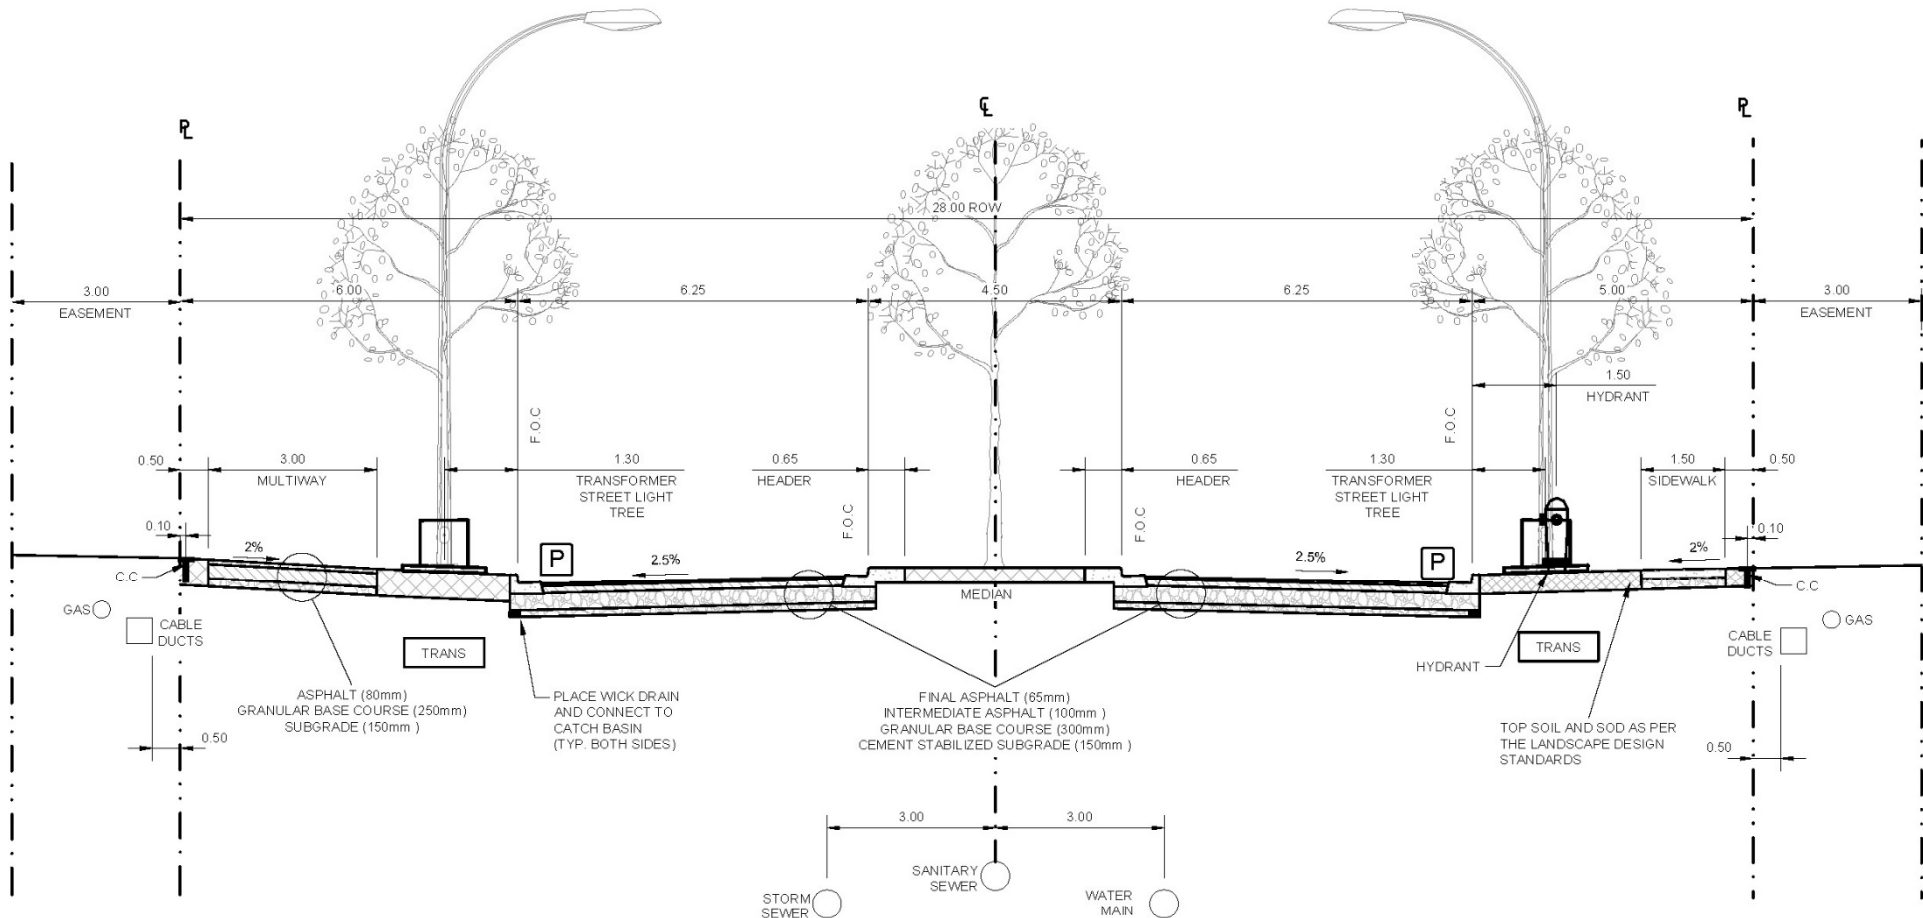 ℄
⅊
⅊
28.00 ROW
3.00
EASEMENT
6.00
6.25
4.50
6.25
5.00
3.00
EASEMENT
1.50
HYDRANT
F.O.C
F.O.C
0.50
3.00
MULTIWAY
1.30
TRANSFORMER
STREET LIGHT
TREE
0.65
HEADER
0.65
HEADER
1.30
TRANSFORMER
STREET LIGHT
TREE
1.50
SIDEWALK
0.50
F.O.C
F.O.C
0.10
2%
P
2.5%
2.5%
P
2%
0.10
C.C
MEDIAN
C.C
GAS
CABLE
DUCTS
TRANS
HYDRANT
TRANS
CABLE
DUCTS
GAS
ASPHALT (80mm)
GRANULAR BASE COURSE (250mm)
SUBGRADE (150mm )
PLACE WICK DRAIN
AND CONNECT TO
CATCH BASIN
(TYP. BOTH SIDES)
FINAL ASPHALT (65mm)
INTERMEDIATE ASPHALT (100mm )
GRANULAR BASE COURSE (300mm)
CEMENT STABILIZED SUBGRADE (150mm )
TOP SOIL AND SOD AS PER
THE LANDSCAPE DESIGN
STANDARDS
0.50
0.50
3.00
3.00
SANITARY
SEWER
STORM
SEWER
WATER
MAIN